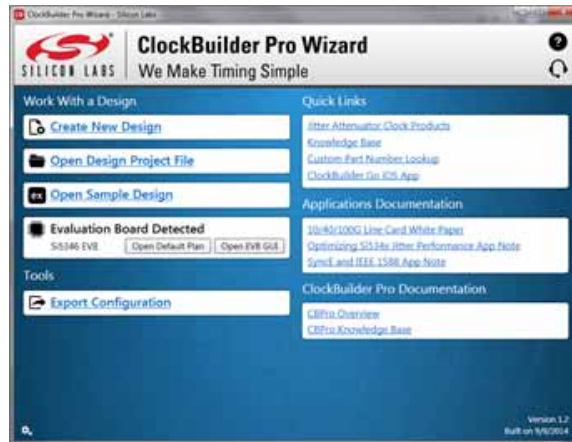 ClockBuilder Pro Wizard - Silicon Labs
SILICON LABS
ClockBuilder Pro Wizard
We Make Timing Simple
Work With a Design
Create New Design
Open Design Project File
ex Open Sample Design
Evaluation Board Detected
Si5346 EVB Open Default Plan Open EVB GUI
Tools
Export Configuration
Quick Links
Jitter Attenuator Clock Products
Knowledge Base
Custom Part Number Lookup
ClockBuilder Go iOS App
Applications Documentation
10/40/100G Line Card White Paper
Optimizing Si534x Jitter Performance App Note
SyncE and IEEE 1588 App Note
ClockBuilder Pro Documentation
CBPro Overview
CBPro Knowledge Base
Version 1.2
Built on 9/8/2014